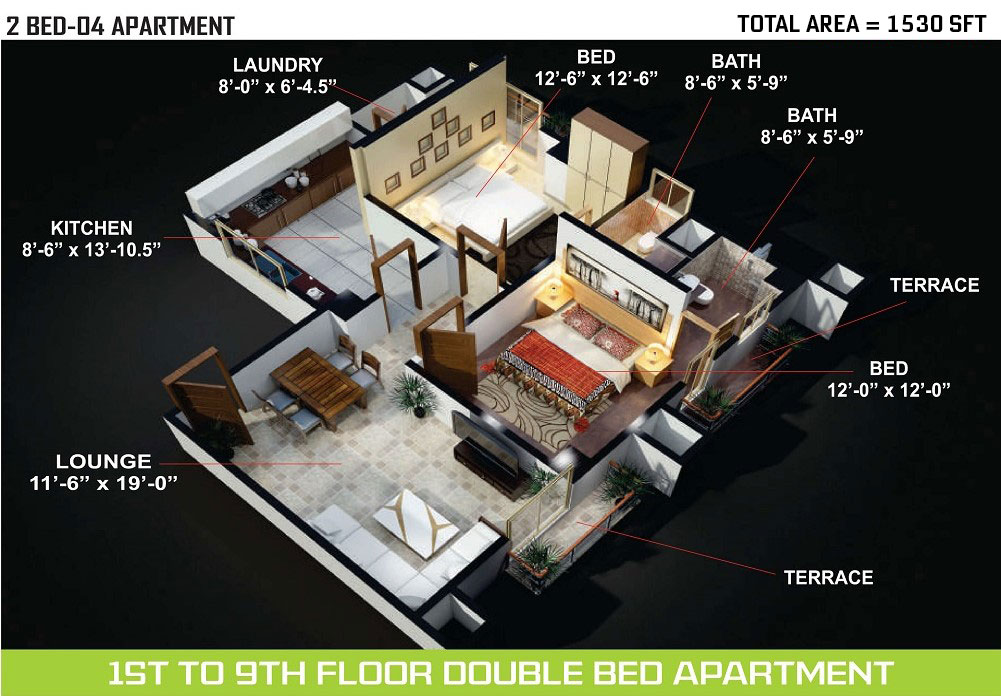 2 BED-04 APARTMENT
TOTAL AREA = 1530 SFT
LAUNDRY
8’-0” x 6’-4.5”
BED
12’-6” x 12’-6”
BATH
8’-6” x 5’-9”
BATH
8’-6” x 5’-9”
KITCHEN
8’-6” x 13’-10.5”
TERRACE
BED
12’-0” x 12’-0”
LOUNGE
11’-6” x 19’-0”
TERRACE
1ST TO 9TH FLOOR DOUBLE BED APARTMENT